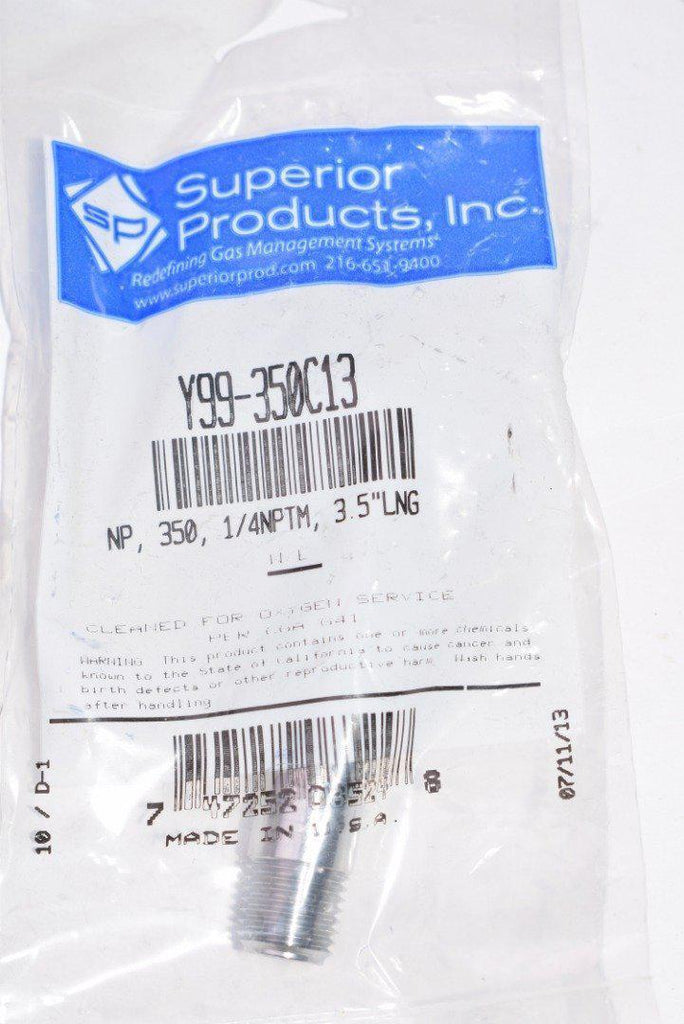 SP
Superior
Products, Inc.
Redefining Gas Management Systems
www.superiorprod.com 216-651-9400
Y99-350C13
NP, 350, 1/4NPTM, 3.5"LNG
CLEANED FOR OXYGEN SERVICE
PER CGA G41
WARNING This product contains one or more chemicals
known to the State of California to cause cancer and
birth defects or other reproductive harm. Wash hands
after handling
10 / D-1
07/11/13
7 8
MADE IN U.S.A.